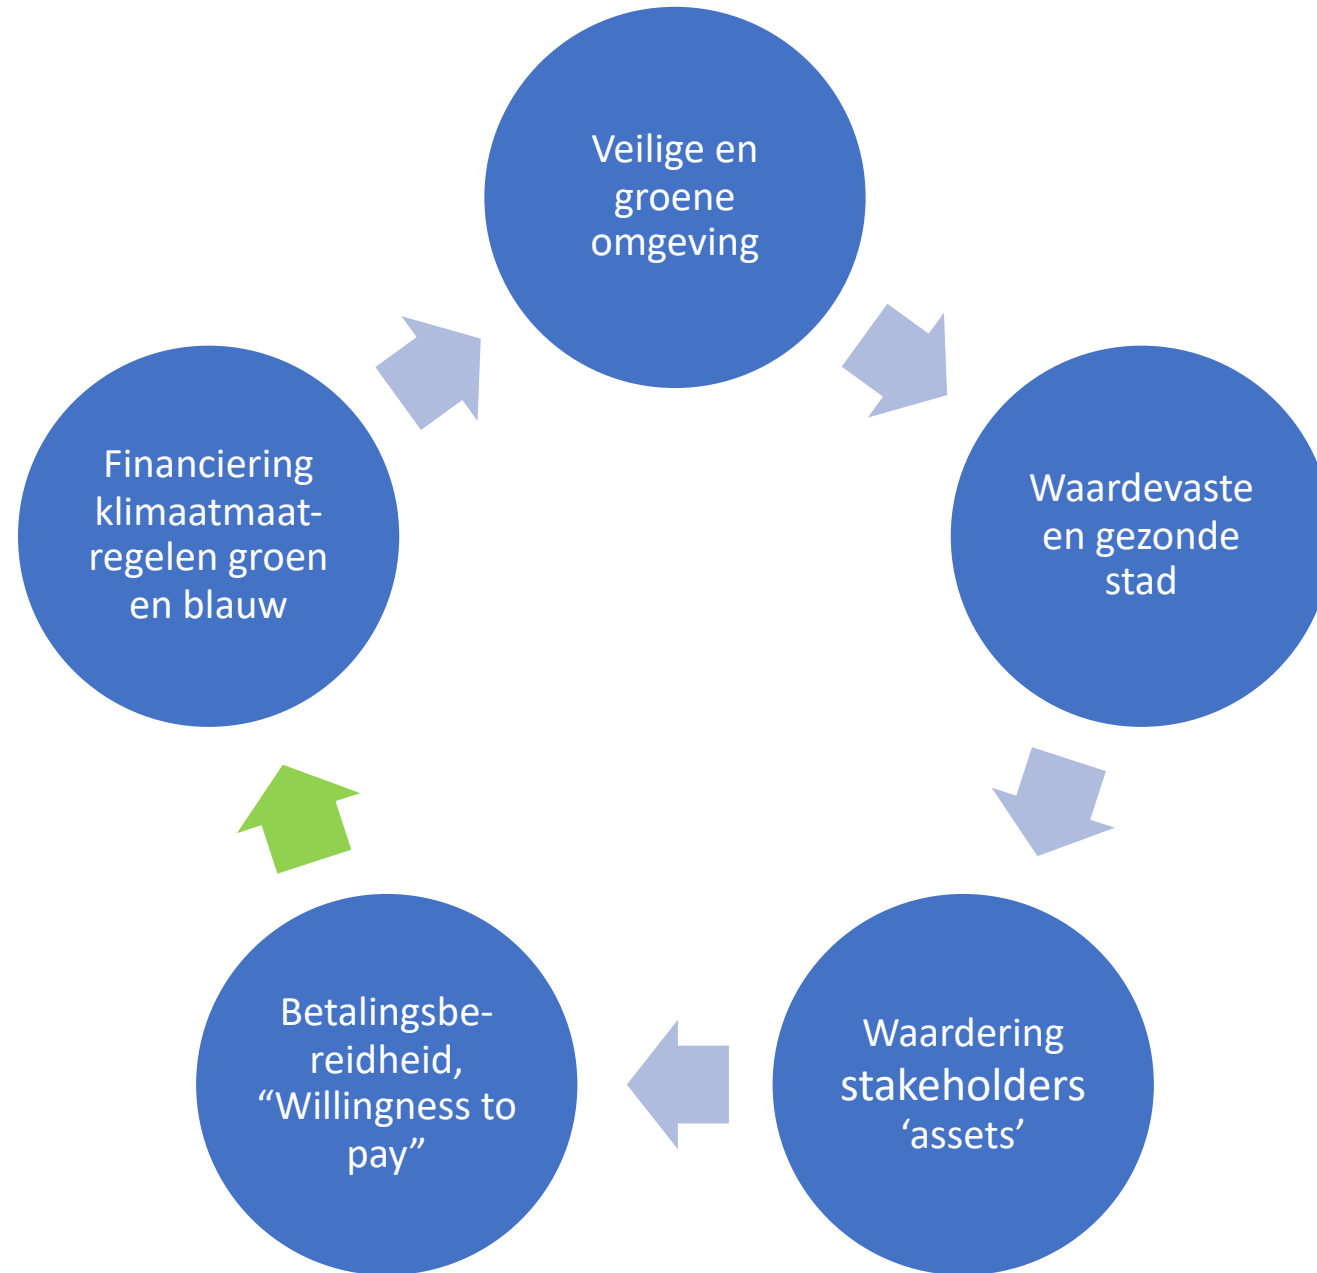 Veilige en
groene
omgeving
Waardevaste
en gezonde
stad
Waardering
stakeholders
‘assets’
Betalingsbe-
reidheid,
“Willingness to
pay”
Financiering
klimaatmaat-
regelen groen
en blauw